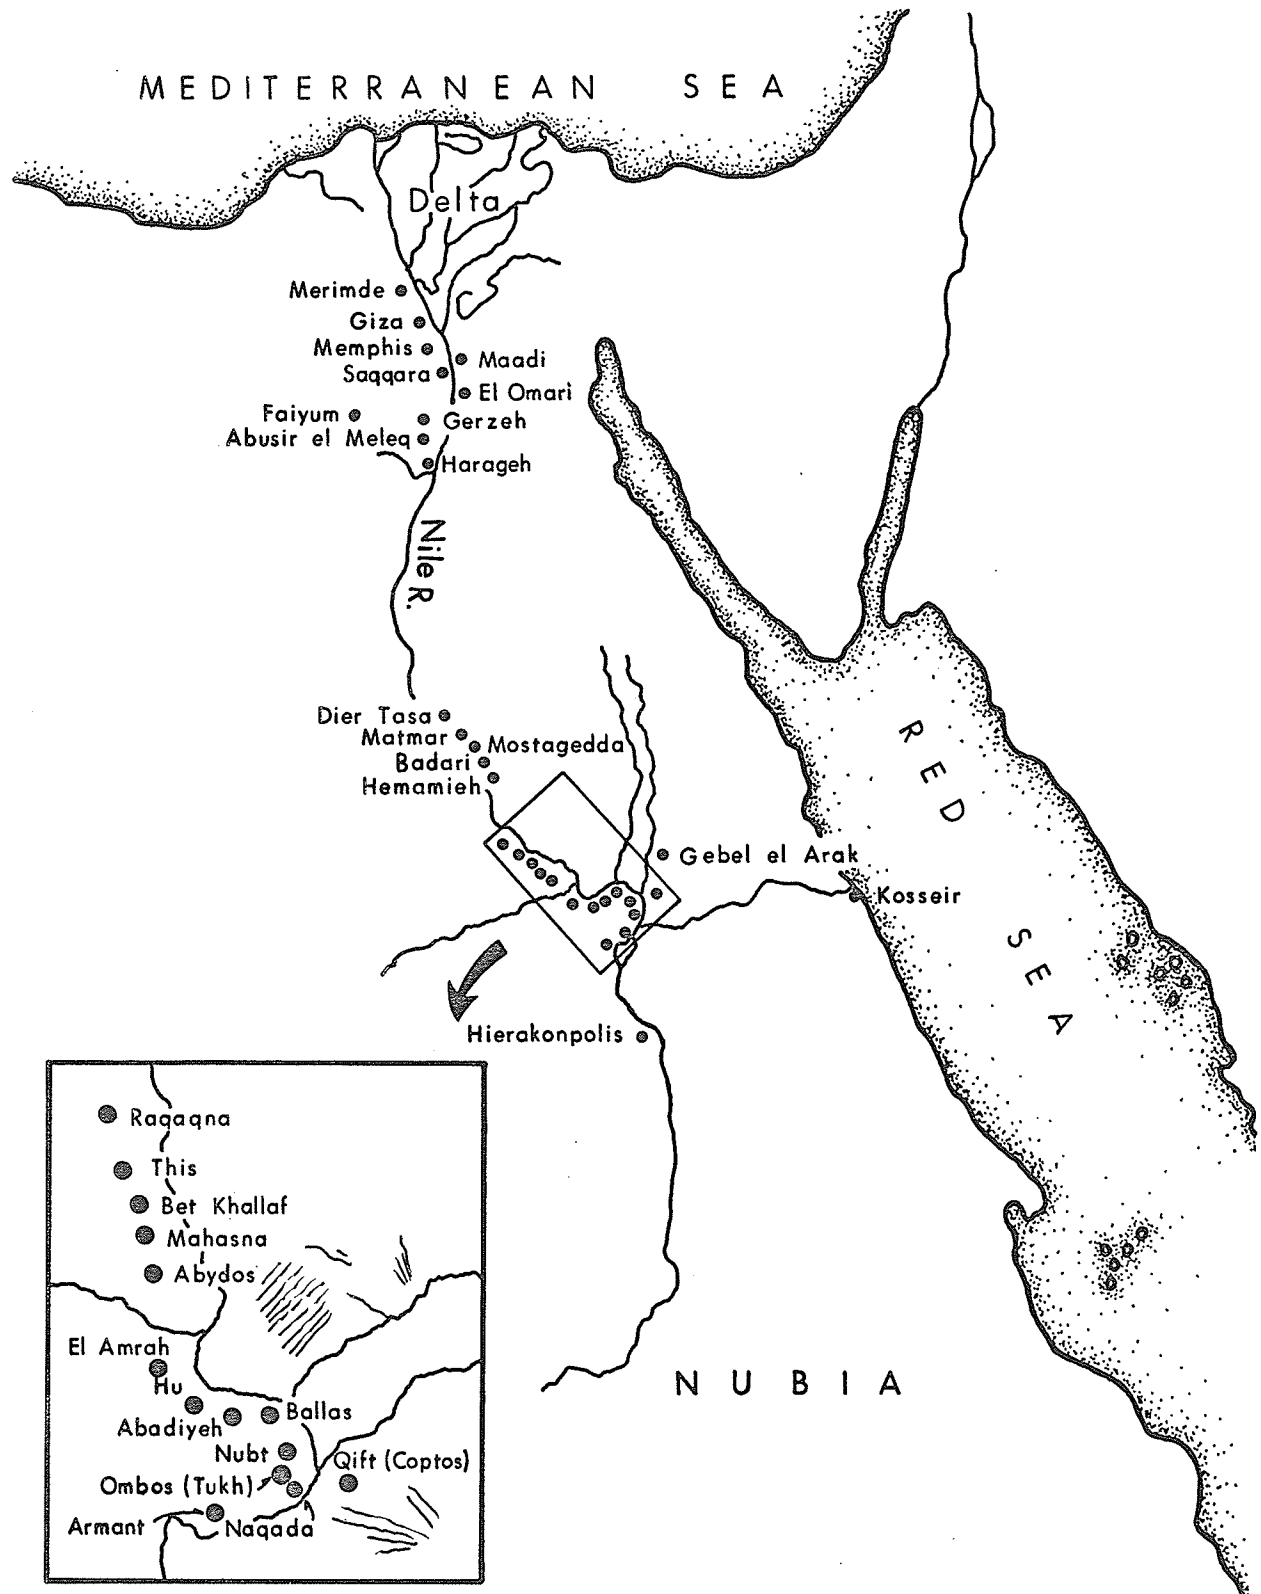 MEDITERRANEAN SEA
Delta
Merimde
Giza
Memphis
Maadi
Saqqara
El Omari
Faiyum
Gerzeh
Abusir el Meleq
Harageh
Nile R.
Dier Tasa
Matmar
Mostagedda
Badari
Hemamieh
RED SEA
Gebel el Arak
Kosseir
Hierakonpolis
Raqaqna
This
Bet Khallaf
Mahasna
Abydos
El Amrah
Hu
Ballas
Abadiyeh
Nubt
Qift (Coptos)
Ombos (Tukh)
Armant
Naqada
NUBIA